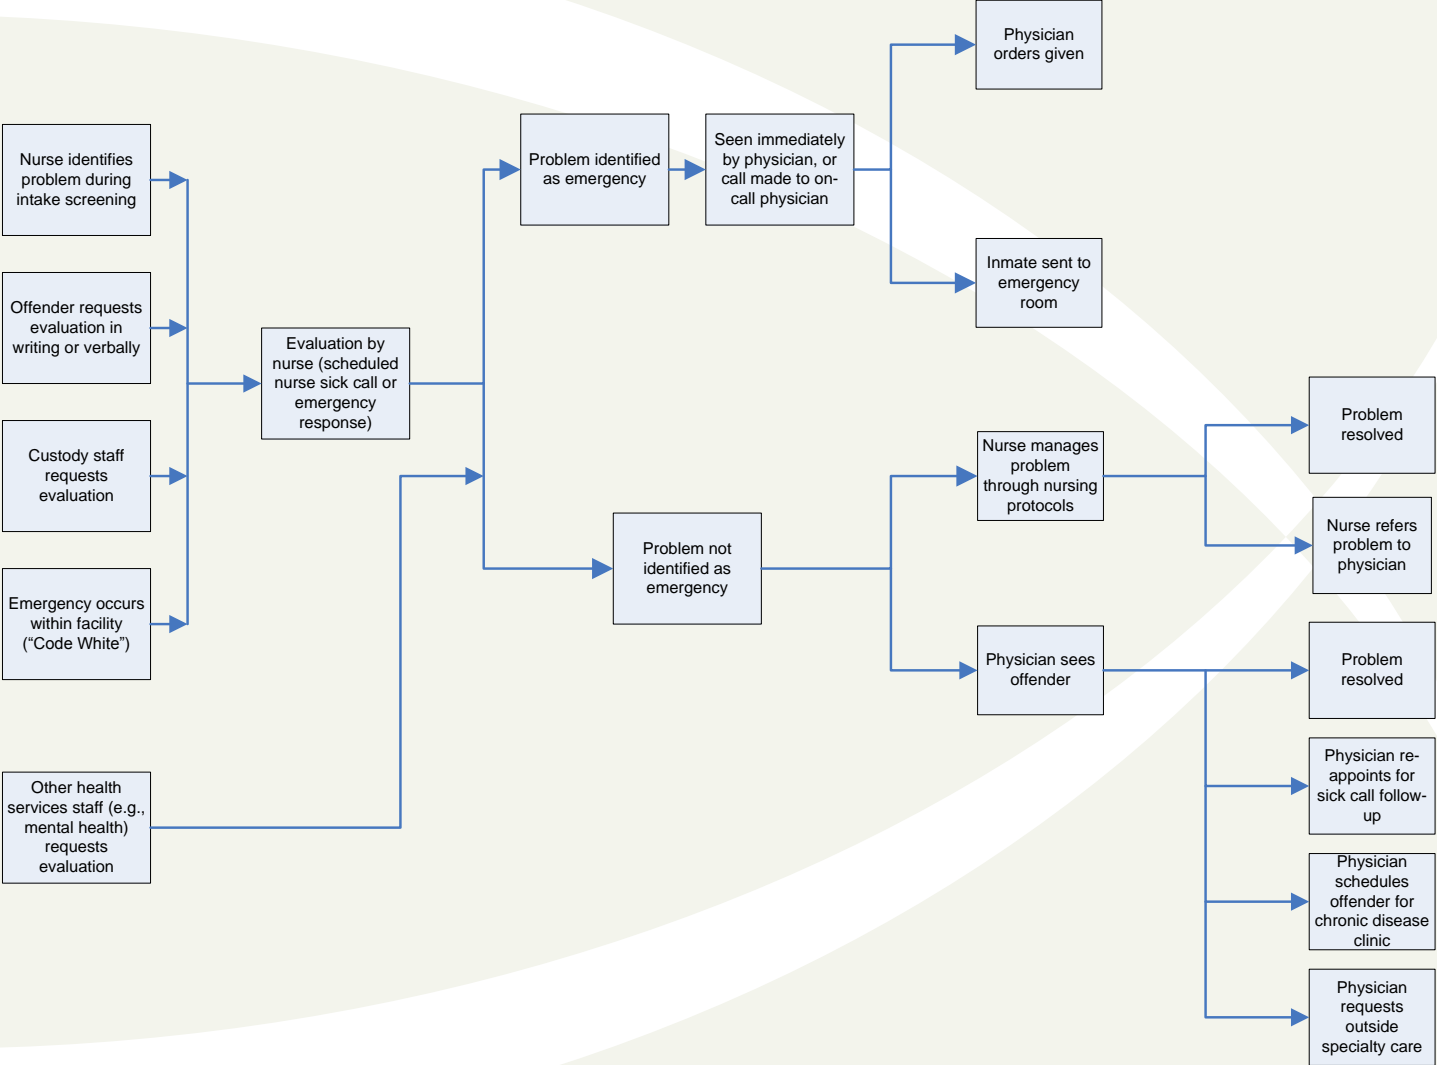 Nurse identifies
problem during
intake screening
Offender requests
evaluation in
writing or verbally
Custody staff
requests
evaluation
Emergency occurs
within facility
(“Code White”)
Other health
services staff (e.g.,
mental health)
requests
evaluation
Evaluation by
nurse (scheduled
nurse sick call or
emergency
response)
Problem identified
as emergency
Seen immediately
by physician, or
call made to on-
call physician
Physician
orders given
Inmate sent to
emergency
room
Problem not
identified as
emergency
Nurse manages
problem
through nursing
protocols
Physician sees
offender
Problem
resolved
Nurse refers
problem to
physician
Problem
resolved
Physician re-
appoints for
sick call follow-
up
Physician
schedules
offender for
chronic disease
clinic
Physician
requests
outside
specialty care